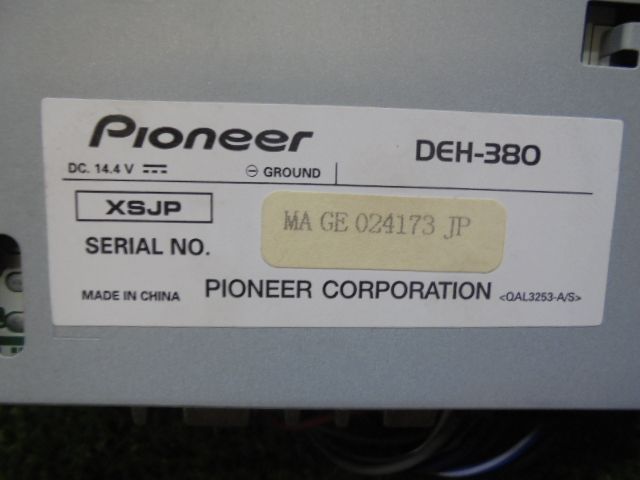 Pioneer DEH-380
DC. 14.4 V ⎓ ⊖ GROUND
XSJP
SERIAL NO. MA GE 024173 JP
MADE IN CHINA PIONEER CORPORATION <QAL3253-A/S>